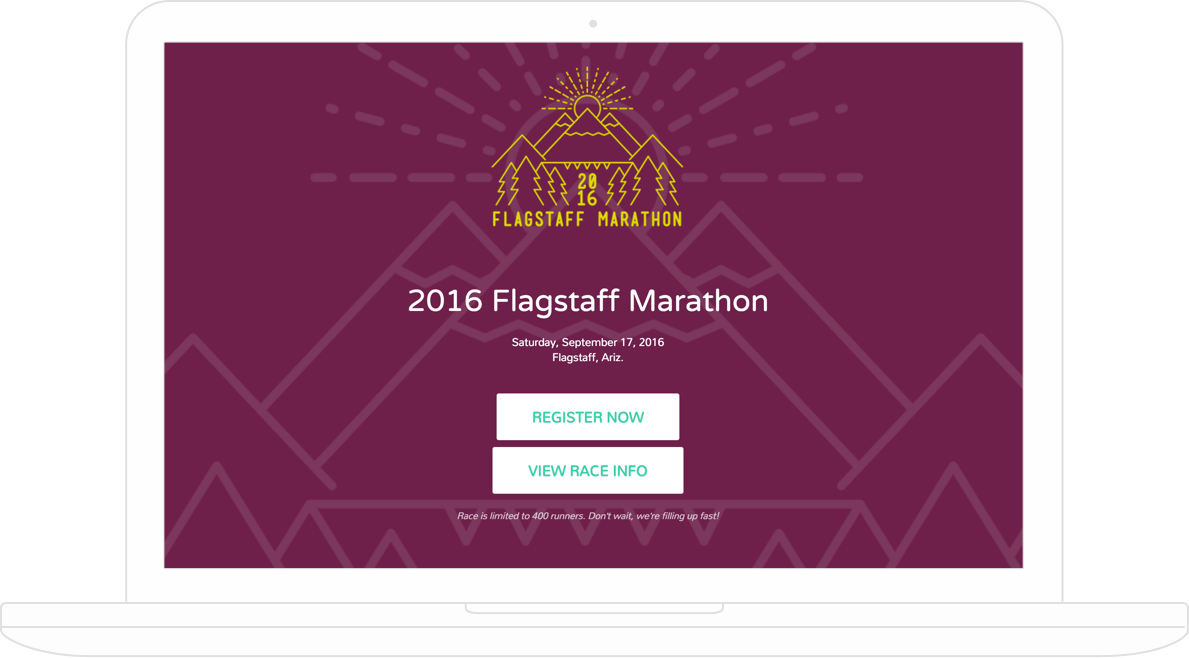 20
16
FLAGSTAFF MARATHON
2016 Flagstaff Marathon
Saturday, September 17, 2016
Flagstaff, Ariz.
REGISTER NOW
VIEW RACE INFO
Race is limited to 400 runners. Don't wait, we're filling up fast!